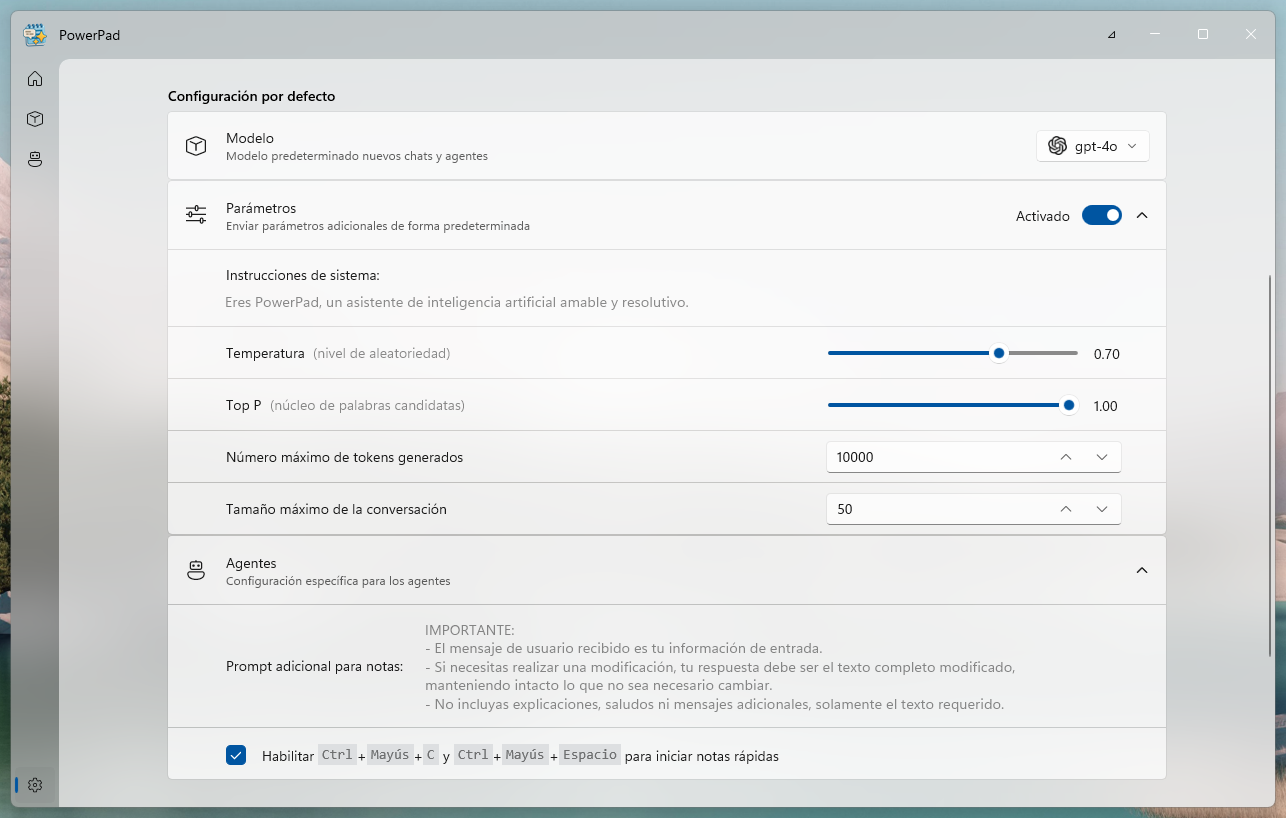 PowerPad
Configuración por defecto
Modelo
Modelo predeterminado nuevos chats y agentes
gpt-4o
Parámetros
Enviar parámetros adicionales de forma predeterminada
Activado
Instrucciones de sistema:
Eres PowerPad, un asistente de inteligencia artificial amable y resolutivo.
Temperatura (nivel de aleatoriedad)
0.70
Top P (núcleo de palabras candidatas)
1.00
Número máximo de tokens generados
10000
Tamaño máximo de la conversación
50
Agentes
Configuración específica para los agentes
Prompt adicional para notas:
IMPORTANTE:
- El mensaje de usuario recibido es tu información de entrada.
- Si necesitas realizar una modificación, tu respuesta debe ser el texto completo modificado,
manteniendo intacto lo que no sea necesario cambiar.
- No incluyas explicaciones, saludos ni mensajes adicionales, solamente el texto requerido.
Habilitar Ctrl + Mayús + C y Ctrl + Mayús + Espacio para iniciar notas rápidas